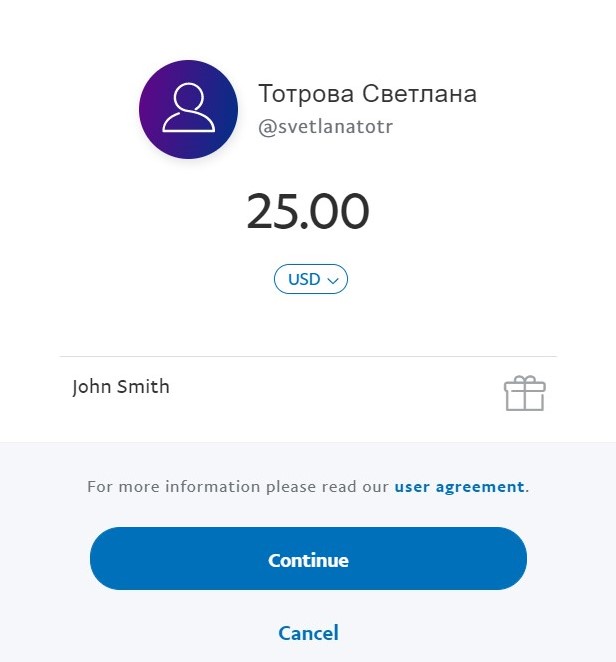 Тотрова Светлана
@svetlanatotr
25.00
USD
John Smith
For more information please read our user agreement.
Continue
Cancel